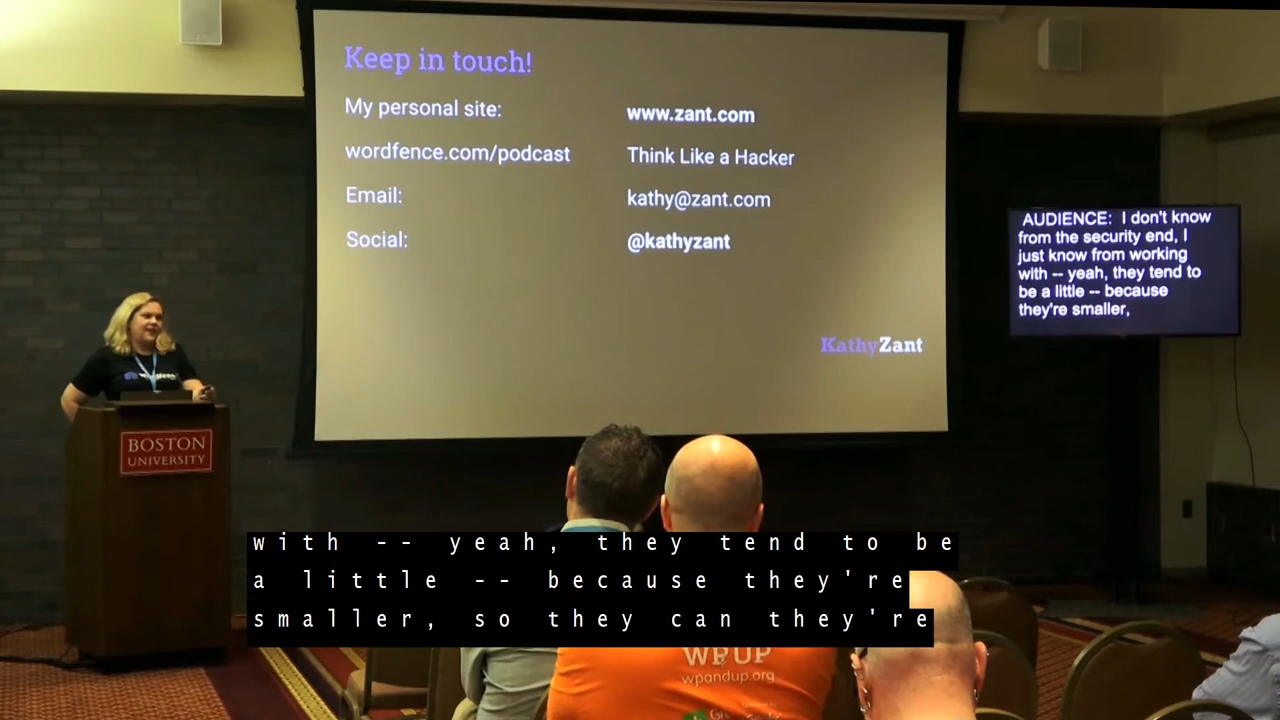 Keep in touch!
My personal site: www.zant.com
wordfence.com/podcast Think Like a Hacker
Email: kathy@zant.com
Social: @kathyzant
KathyZant
AUDIENCE: I don't know
from the security end, I
just know from working
with -- yeah, they tend to
be a little -- because
they're smaller,
BOSTON
UNIVERSITY
with -- yeah, they tend to be
a little -- because they're
smaller, so they can they're
WP UP
wpandup.org